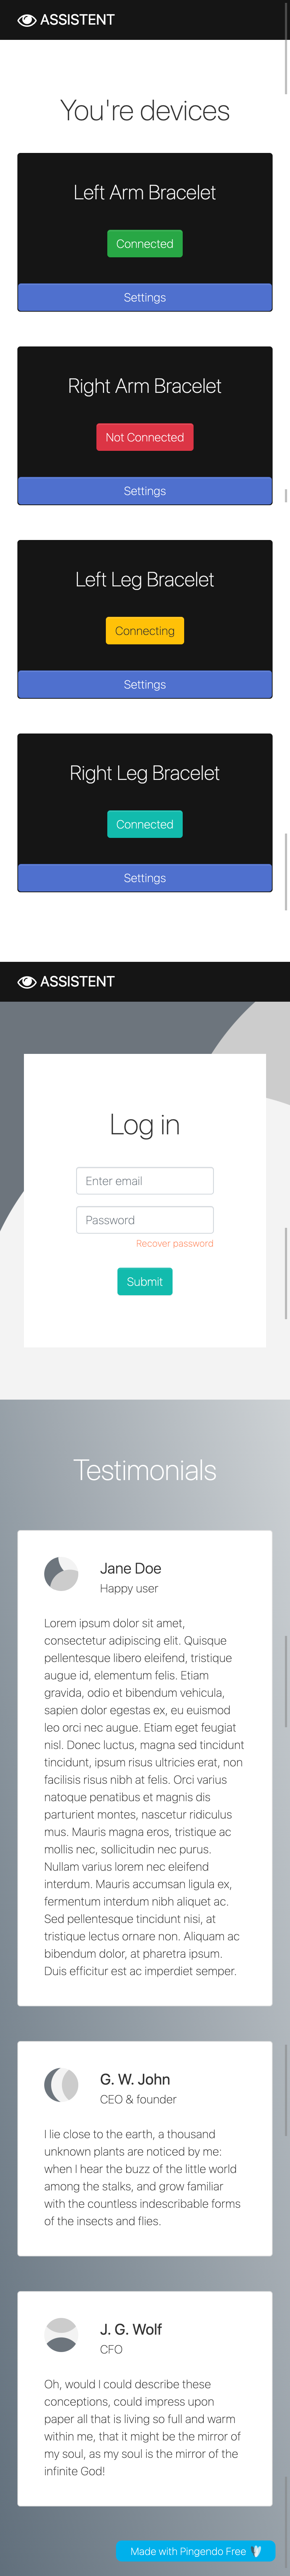 ASSISTENT
You're devices
Left Arm Bracelet
Connected
Settings
Right Arm Bracelet
Not Connected
Settings
Left Leg Bracelet
Connecting
Settings
Right Leg Bracelet
Connected
Settings
ASSISTENT
Log in
Enter email
Password
Recover password
Submit
Testimonials
Jane Doe
Happy user
Lorem ipsum dolor sit amet,
consectetur adipiscing elit. Quisque
pellentesque libero eleifend, tristique
augue id, elementum felis. Etiam
gravida, odio et bibendum vehicula,
sapien dolor egestas ex, eu euismod
leo orci nec augue. Etiam eget feugiat
nisl. Donec luctus, magna sed tincidunt
tincidunt, ipsum risus ultricies erat, non
facilisis risus nibh at felis. Orci varius
natoque penatibus et magnis dis
parturient montes, nascetur ridiculus
mus. Mauris magna eros, tristique ac
mollis nec, sollicitudin nec purus.
Nullam varius lorem nec eleifend
interdum. Mauris accumsan ligula ex,
fermentum interdum nibh aliquet ac.
Sed pellentesque tincidunt nisi, at
tristique lectus ornare non. Aliquam ac
bibendum dolor, at pharetra ipsum.
Duis efficitur est ac imperdiet semper.
G. W. John
CEO & founder
I lie close to the earth, a thousand
unknown plants are noticed by me:
when I hear the buzz of the little world
among the stalks, and grow familiar
with the countless indescribable forms
of the insects and flies.
J. G. Wolf
CFO
Oh, would I could describe these
conceptions, could impress upon
paper all that is living so full and warm
within me, that it might be the mirror of
my soul, as my soul is the mirror of the
infinite God!
Made with Pingendo Free